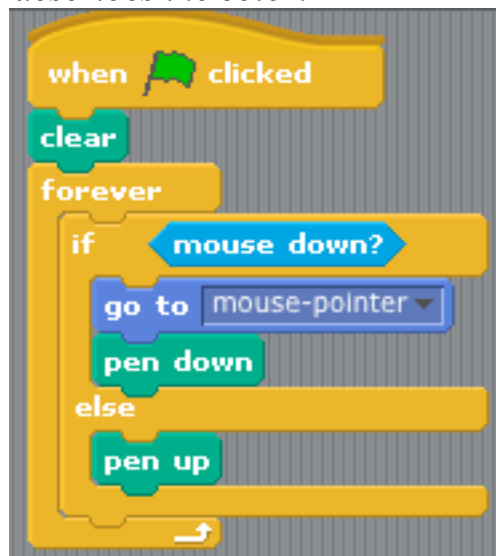 when clicked
clear
forever
if mouse down?
go to mouse-pointer
pen down
else
pen up